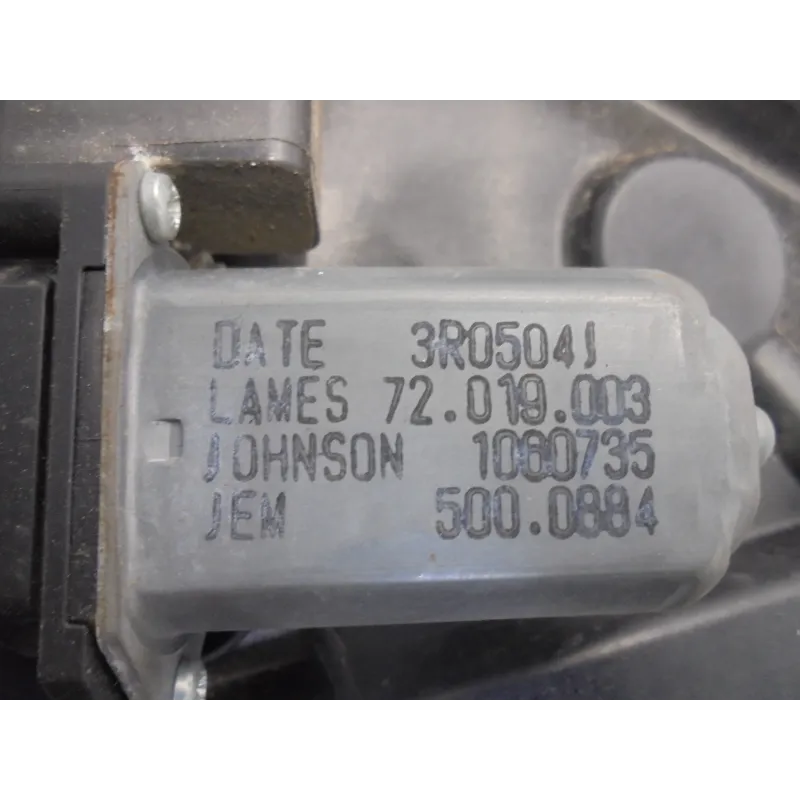 DATE 3R0504J
LAMES 72.019.003
JOHNSON 1060735
JEM 500.0884